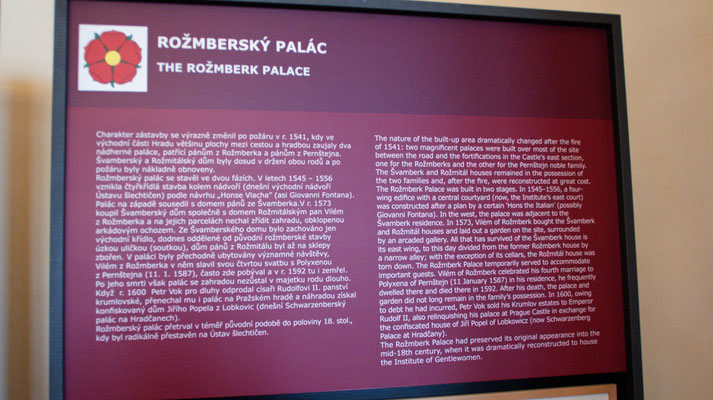 ROŽMBERSKÝ PALÁC
THE ROŽMBERK PALACE
Charakter zástavby se výrazně změnil po požáru v r. 1541, kdy ve
východní části Hradu většinu plochy mezi cestou a hradbou zaujaly dva
nádherné paláce, patřící pánům z Rožmberka a pánům z Pernštejna.
Švamberský a Rožmitálský dům byly dosud v držení obou rodů a po
požáru byly nákladně obnoveny.
Rožmberský palác se stavěl ve dvou fázích. V letech 1545 – 1556
vznikla čtyřkřídlá stavba kolem nádvoří (dnešní východní nádvoří
Ústavu šlechtičen) podle návrhu „Honse Vlacha" (asi Giovanni Fontana).
Palác na západě sousedil s domem pánů ze Švamberka.V r. 1573
koupil Švamberský dům společně s domem Rožmitálským pan Vilém
z Rožmberka a na jejich parcelách nechal zřídit zahradu, obklopenou
arkádovým ochozem. Ze Švamberského domu bylo zachováno jen
východní křídlo, dodnes oddělené od původní rožmberské stavby
úzkou uličkou (soutkou), dům pánů z Rožmitálu byl až na sklepy
zbořen. V paláci byly přechodně ubytovány významné návštěvy,
Vilém z Rožmberka v něm slavil svou čtvrtou svatbu s Polyxenou
z Pernštejna (11. 1. 1587), často zde pobýval a v r. 1592 tu i zemřel.
Po jeho smrti však palác se zahradou nezůstal v majetku rodu dlouho.
Když r. 1600 Petr Vok pro dluhy odprodal císaři Rudolfovi II. panství
krumlovské, přenechal mu i palác na Pražském hradě a náhradou získal
konfiskovaný dům Jiřího Popela z Lobkovic (dnešní Schwarzenberský
palác na Hradčanech).
Rožmberský palác přetrval v téměř původní podobě do poloviny 18. stol.,
kdy byl radikálně přestavěn na Ústav šlechtičen.
The nature of the built-up area dramatically changed after the fire
of 1541: two magnificent palaces were built over most of the site
between the road and the fortifications in the Castle's east section,
one for the Rožmberks and the other for the Pernštejn noble family.
The Švamberk and Rožmitál houses remained in the possession of
the two families and, after the fire, were reconstructed at great cost.
The Rožmberk Palace was built in two stages. In 1545–1556, a four-
wing edifice with a central courtyard (now, the Institute's east court)
was constructed after a plan by a certain 'Hons the Italian' (possibly
Giovanni Fontana). In the west, the palace was adjacent to the
Švamberk residence. In 1573, Vilém of Rožmberk bought the Švamberk
and Rožmitál houses and laid out a garden on the site, surrounded
by an arcaded gallery. All that has survived of the Švamberk house is
its east wing, to this day divided from the former Rožmberk house by
a narrow alley; with the exception of its cellars, the Rožmitál house was
torn down. The Rožmberk Palace temporarily served to accommodate
important guests. Vilém of Rožmberk celebrated his fourth marriage to
Polyxena of Pernštejn (11 January 1587) in his residence, he frequently
dwelled there and died there in 1592. After his death, the palace and
garden did not long remain in the family's possession. In 1600, owing
to debt he had incurred, Petr Vok sold his Krumlov estates to Emperor
Rudolf II, also relinquishing his palace at Prague Castle in exchange for
the confiscated house of Jiří Popel of Lobkowicz (now Schwarzenberg
Palace at Hradčany).
The Rožmberk Palace had preserved its original appearance into the
mid-18th century, when it was dramatically reconstructed to house
the Institute of Gentlewomen.